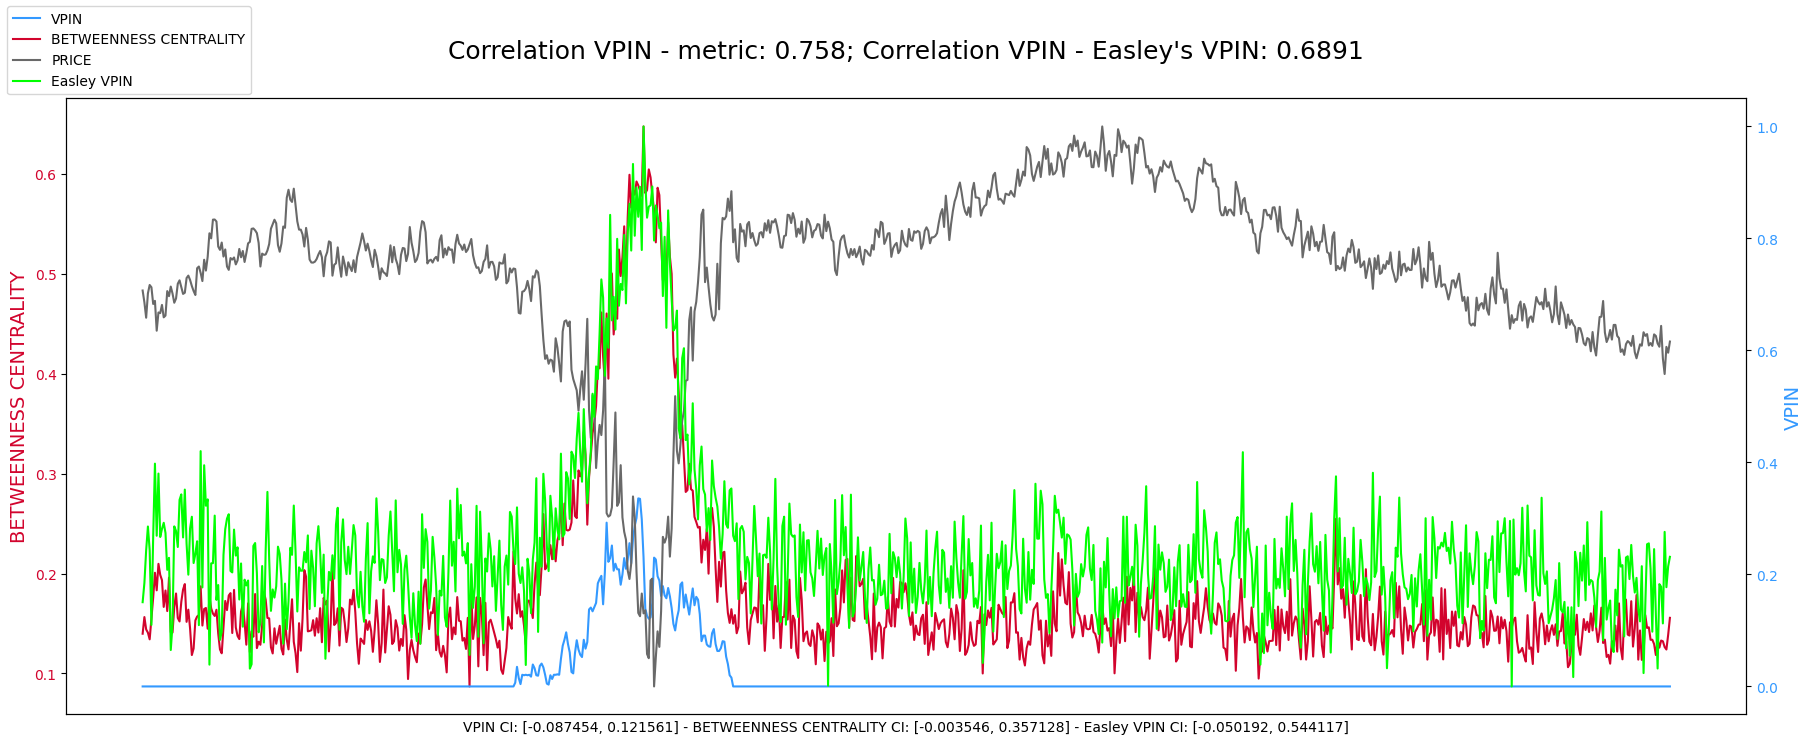 VPIN
BETWEENNESS CENTRALITY
PRICE
Easley VPIN
Correlation VPIN - metric: 0.758; Correlation VPIN - Easley's VPIN: 0.6891
BETWEENNESS CENTRALITY
0.6
0.5
0.4
0.3
0.2
0.1
1.0
0.8
0.6
0.4
0.2
0.0
VPIN
VPIN CI: [-0.087454, 0.121561] - BETWEENNESS CENTRALITY CI: [-0.003546, 0.357128] - Easley VPIN CI: [-0.050192, 0.544117]